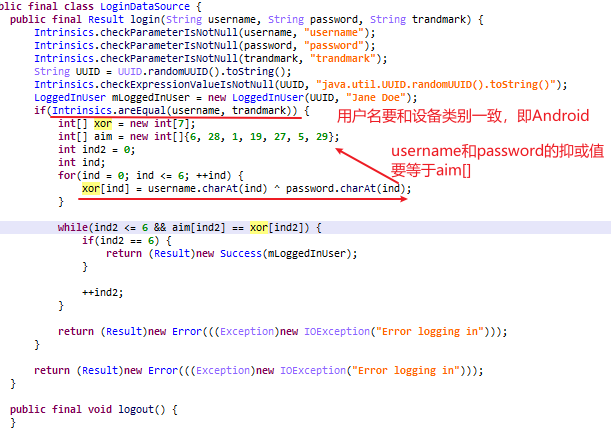 public final class LoginDataSource {
public final Result login(String username, String password, String trandmark) {
Intrinsics.checkParameterIsNotNull(username, "username");
Intrinsics.checkParameterIsNotNull(password, "password");
Intrinsics.checkParameterIsNotNull(trandmark, "trandmark");
String UUID = UUID.randomUUID().toString();
Intrinsics.checkExpressionValueIsNotNull(UUID, "java.util.UUID.randomUUID().toString()");
LoggedInUser mLoggedInUser = new LoggedInUser(UUID, "Jane Doe");
if(Intrinsics.areEqual(username, trandmark)) {
用户名要和设备类别一致，即Android
int[] xor = new int[7];
int[] aim = new int[]{6, 28, 1, 19, 27, 5, 29};
int ind2 = 0;
username和password的抑或值
要等于aim[]
int ind;
for(ind = 0; ind <= 6; ++ind) {
xor[ind] = username.charAt(ind) ^ password.charAt(ind);
}
while(ind2 <= 6 && aim[ind2] == xor[ind2]) {
if(ind2 == 6) {
return (Result)new Success(mLoggedInUser);
}
++ind2;
}
return (Result)new Error(((Exception)new IOException("Error logging in")));
}
return (Result)new Error(((Exception)new IOException("Error logging in")));
}
public final void logout() {
}